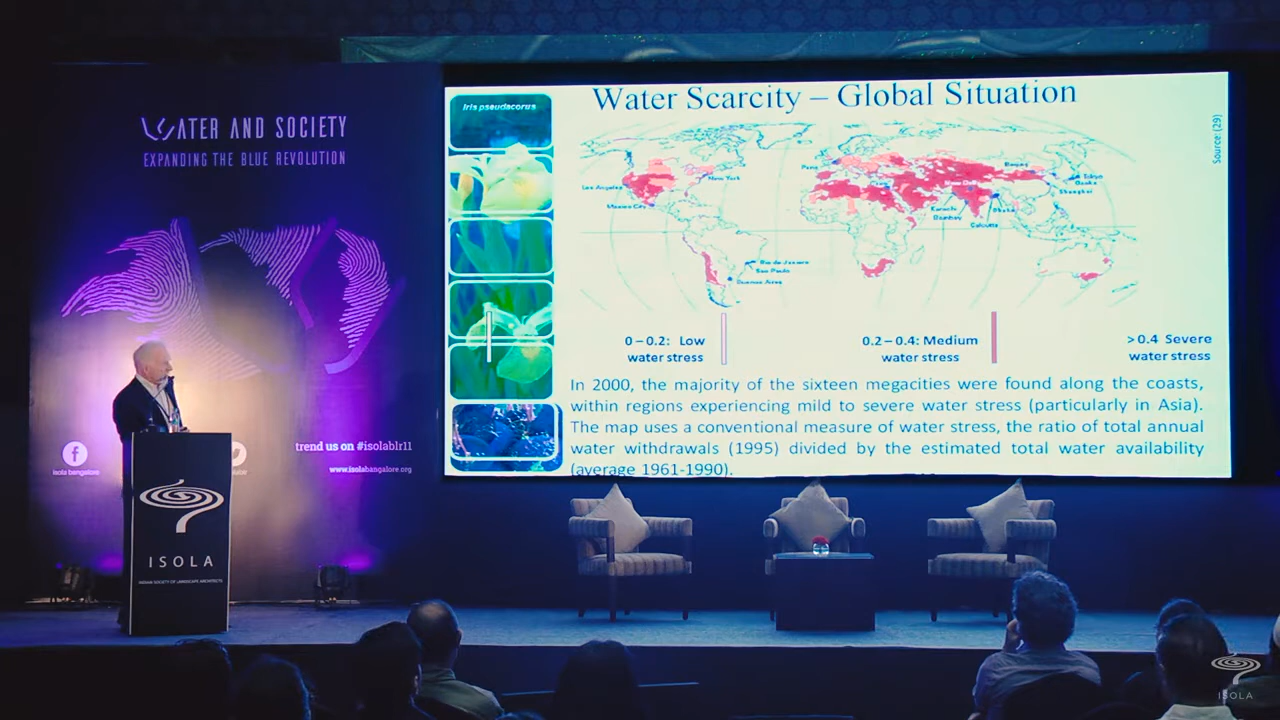 WATER AND SOCIETY
EXPANDING THE BLUE REVOLUTION
isola bangalore
trend us on #isolablr11
www.isolabangalore.org
ISOLA
INDIAN SOCIETY OF LANDSCAPE ARCHITECTS
Iris pseudacorus
Water Scarcity – Global Situation
Source: (29)
Los Angeles
Mexico City
New York
Rio de Janeiro
Sao Paulo
Buenos Aires
Paris
Beijing
Tokyo
Osaka
Shanghai
Karachi
Dhaka
Bombay
Calcutta
0 – 0.2: Low
water stress
0.2 – 0.4: Medium
water stress
> 0.4 Severe
water stress
In 2000, the majority of the sixteen megacities were found along the coasts,
within regions experiencing mild to severe water stress (particularly in Asia).
The map uses a conventional measure of water stress, the ratio of total annual
water withdrawals (1995) divided by the estimated total water availability
(average 1961-1990).
ISOLA